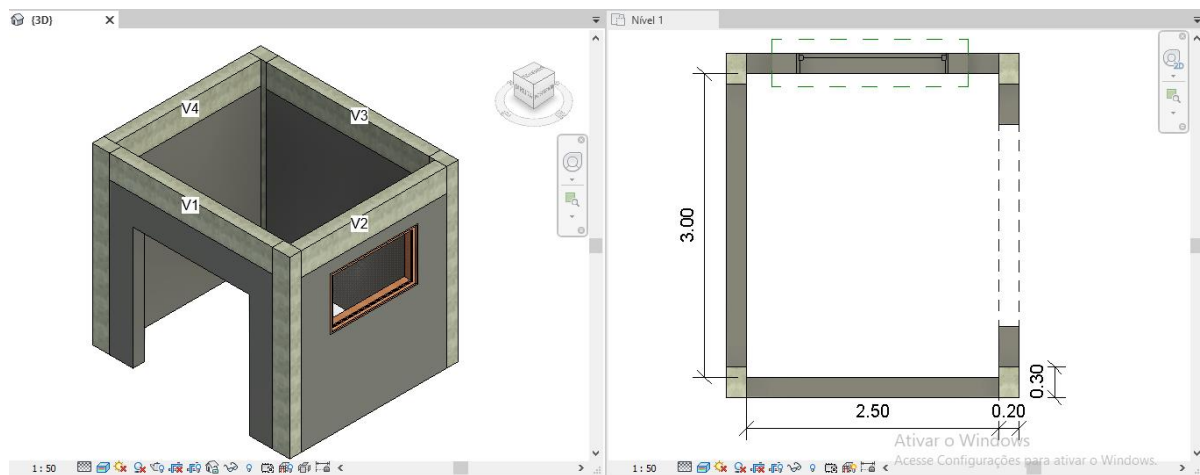 {3D}
Nível 1
V4
V3
V1
V2
2D
3.00
0.30
2.50
0.20
Ativar o Windows
Acesse Configurações para ativar o Windows.
1 : 50
1 : 50